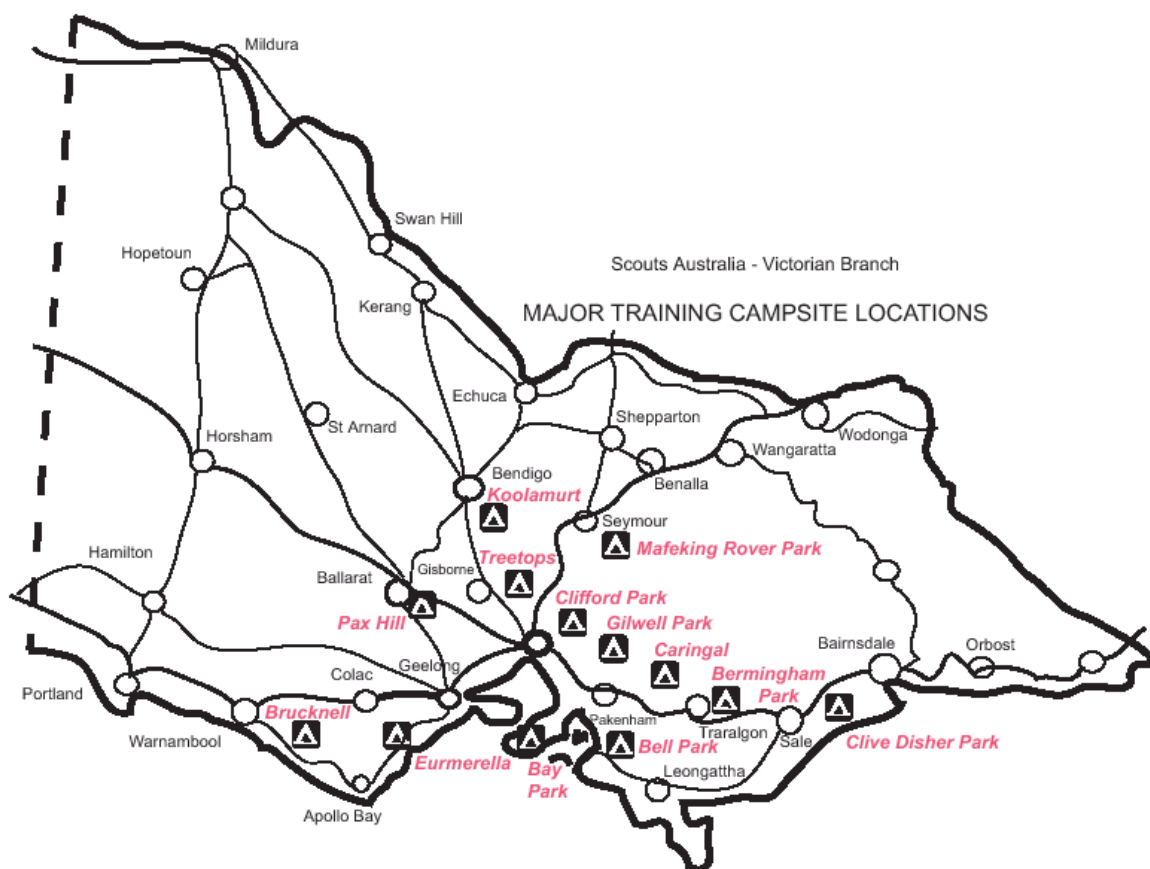 Mildura
Swan Hill
Hopetoun
Scouts Australia - Victorian Branch
Kerang
MAJOR TRAINING CAMPSITE LOCATIONS
Echuca
Shepparton
St Arnard
Horsham
Wodonga
Wangaratta
Bendigo
Benalla
Koolamurt
Seymour
Mafeking Rover Park
Hamilton
Treetops
Gisborne
Ballarat
Clifford Park
Pax Hill
Gilwell Park
Caringal
Bairnsdale
Orbost
Geelong
Colac
Bermingham
Park
Portland
Brucknell
Pakenham
Traralgon
Sale
Warnambool
Clive Disher Park
Bell Park
Eurmerella
Bay
Park
Leongattha
Apollo Bay